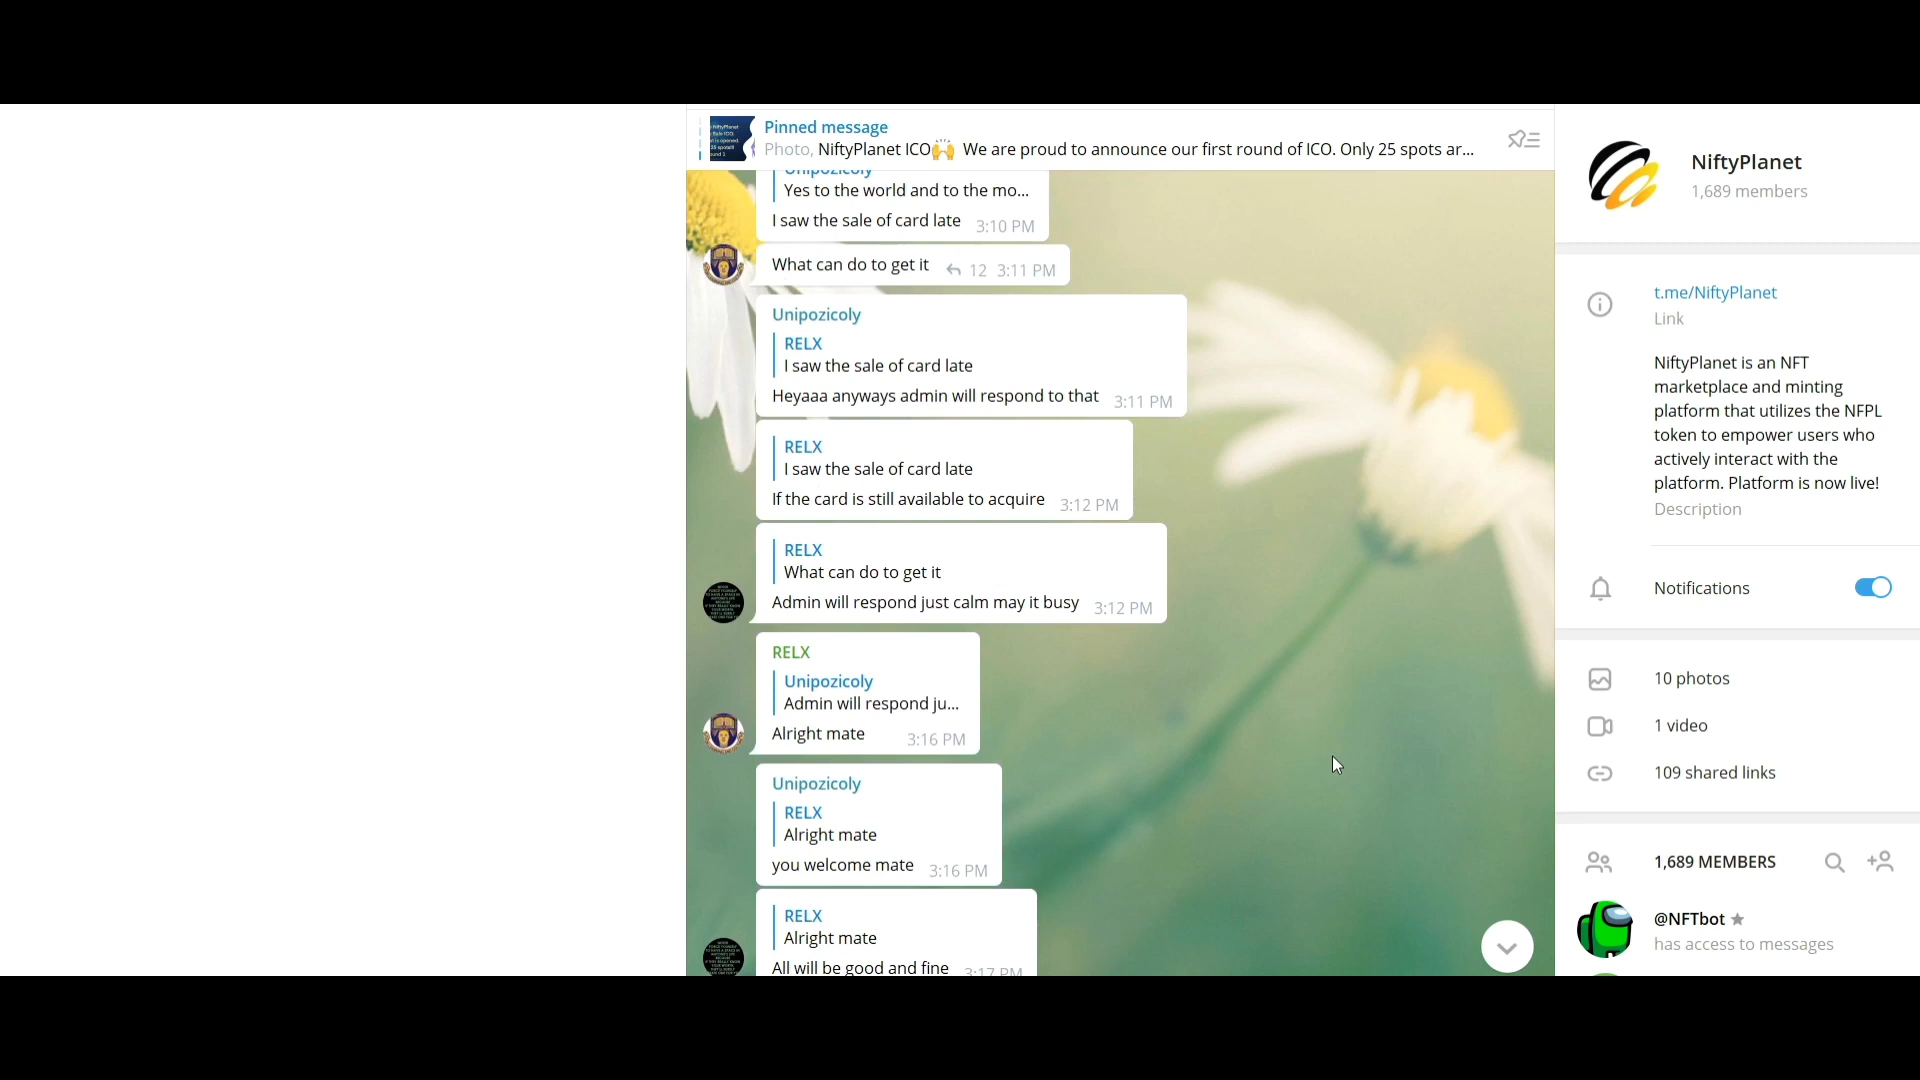 Pinned message
Photo, NiftyPlanet ICO🙌 We are proud to announce our first round of ICO. Only 25 spots ar...
Unipozicoly
Yes to the world and to the mo...
I saw the sale of card late 3:10 PM
What can do to get it 12 3:11 PM
Unipozicoly
RELX
I saw the sale of card late
Heyaaa anyways admin will respond to that 3:11 PM
RELX
I saw the sale of card late
If the card is still available to acquire 3:12 PM
RELX
What can do to get it
Admin will respond just calm may it busy 3:12 PM
RELX
Unipozicoly
Admin will respond ju...
Alright mate 3:16 PM
Unipozicoly
RELX
Alright mate
you welcome mate 3:16 PM
RELX
Alright mate
All will be good and fine 3:17 PM
NiftyPlanet
1,689 members
t.me/NiftyPlanet
Link
NiftyPlanet is an NFT
marketplace and minting
platform that utilizes the NFPL
token to empower users who
actively interact with the
platform. Platform is now live!
Description
Notifications
10 photos
1 video
109 shared links
1,689 MEMBERS
@NFTbot
has access to messages